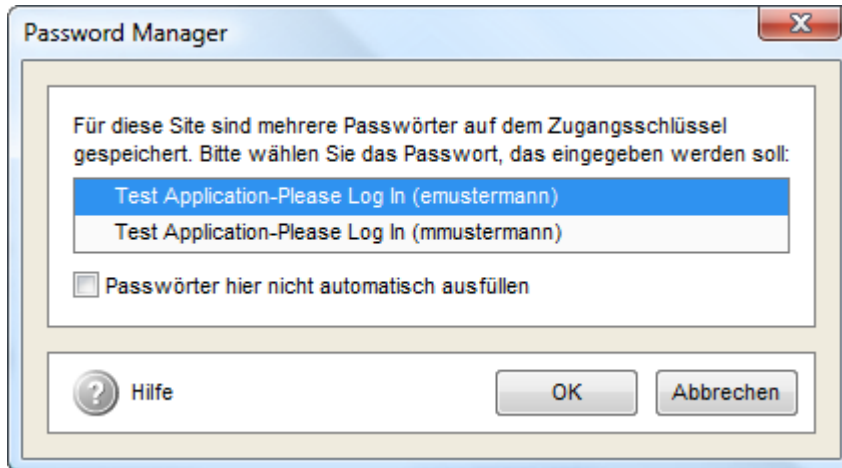 Password Manager
Für diese Site sind mehrere Passwörter auf dem Zugangsschlüssel
gespeichert. Bitte wählen Sie das Passwort, das eingegeben werden soll:
Test Application-Please Log In (emustermann)
Test Application-Please Log In (mmustermann)
Passwörter hier nicht automatisch ausfüllen
Hilfe
OK
Abbrechen